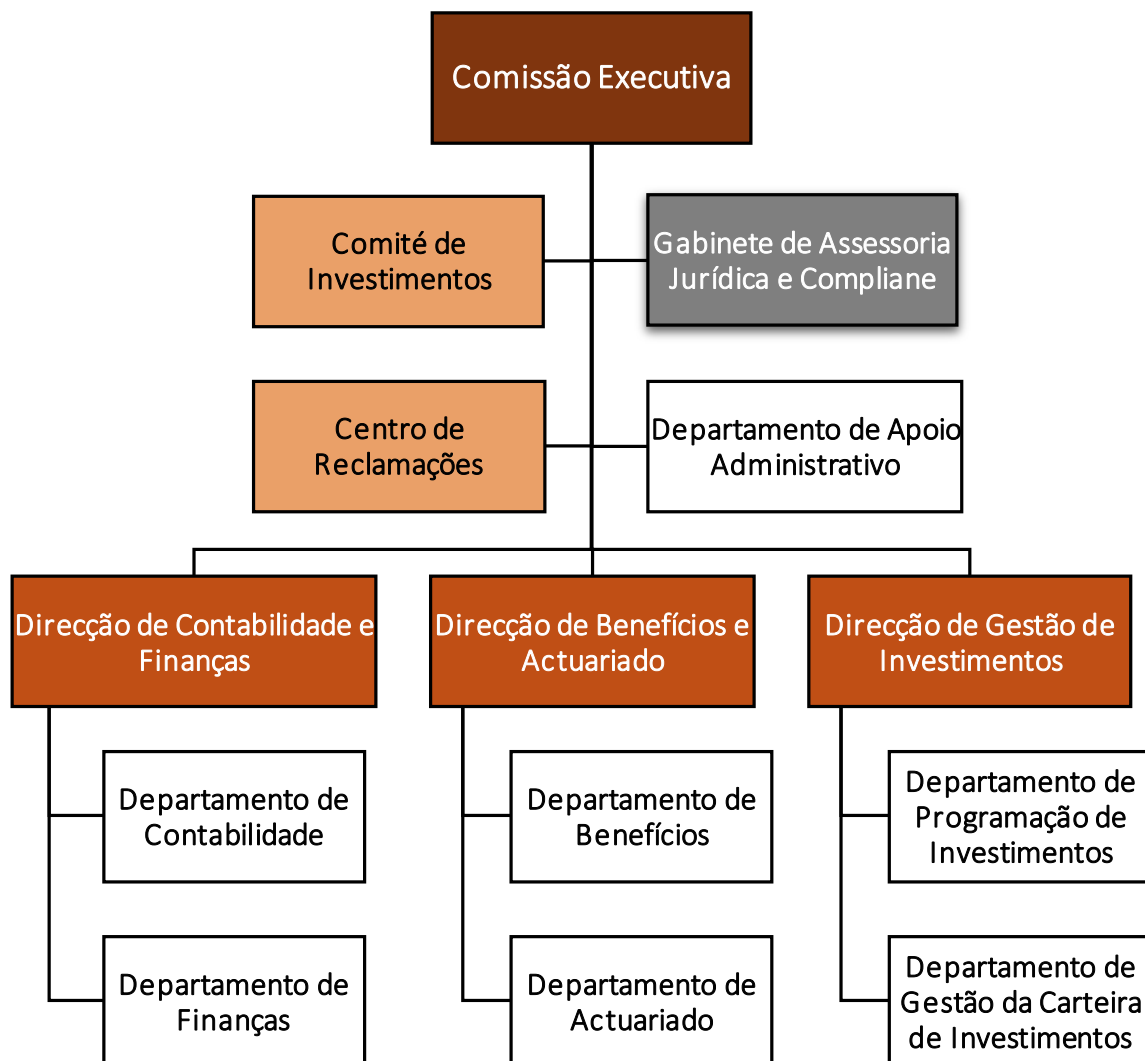 Comissão Executiva
Comité de
Investimentos
Gabinete de Assessoria
Jurídica e Compliane
Centro de
Reclamações
Departamento de Apoio
Administrativo
Direcção de Contabilidade e
Finanças
Direcção de Benefícios e
Actuariado
Direcção de Gestão de
Investimentos
Departamento de
Contabilidade
Departamento de
Benefícios
Departamento de
Programação de
Investimentos
Departamento de
Finanças
Departamento de
Actuariado
Departamento de
Gestão da Carteira
de Investimentos